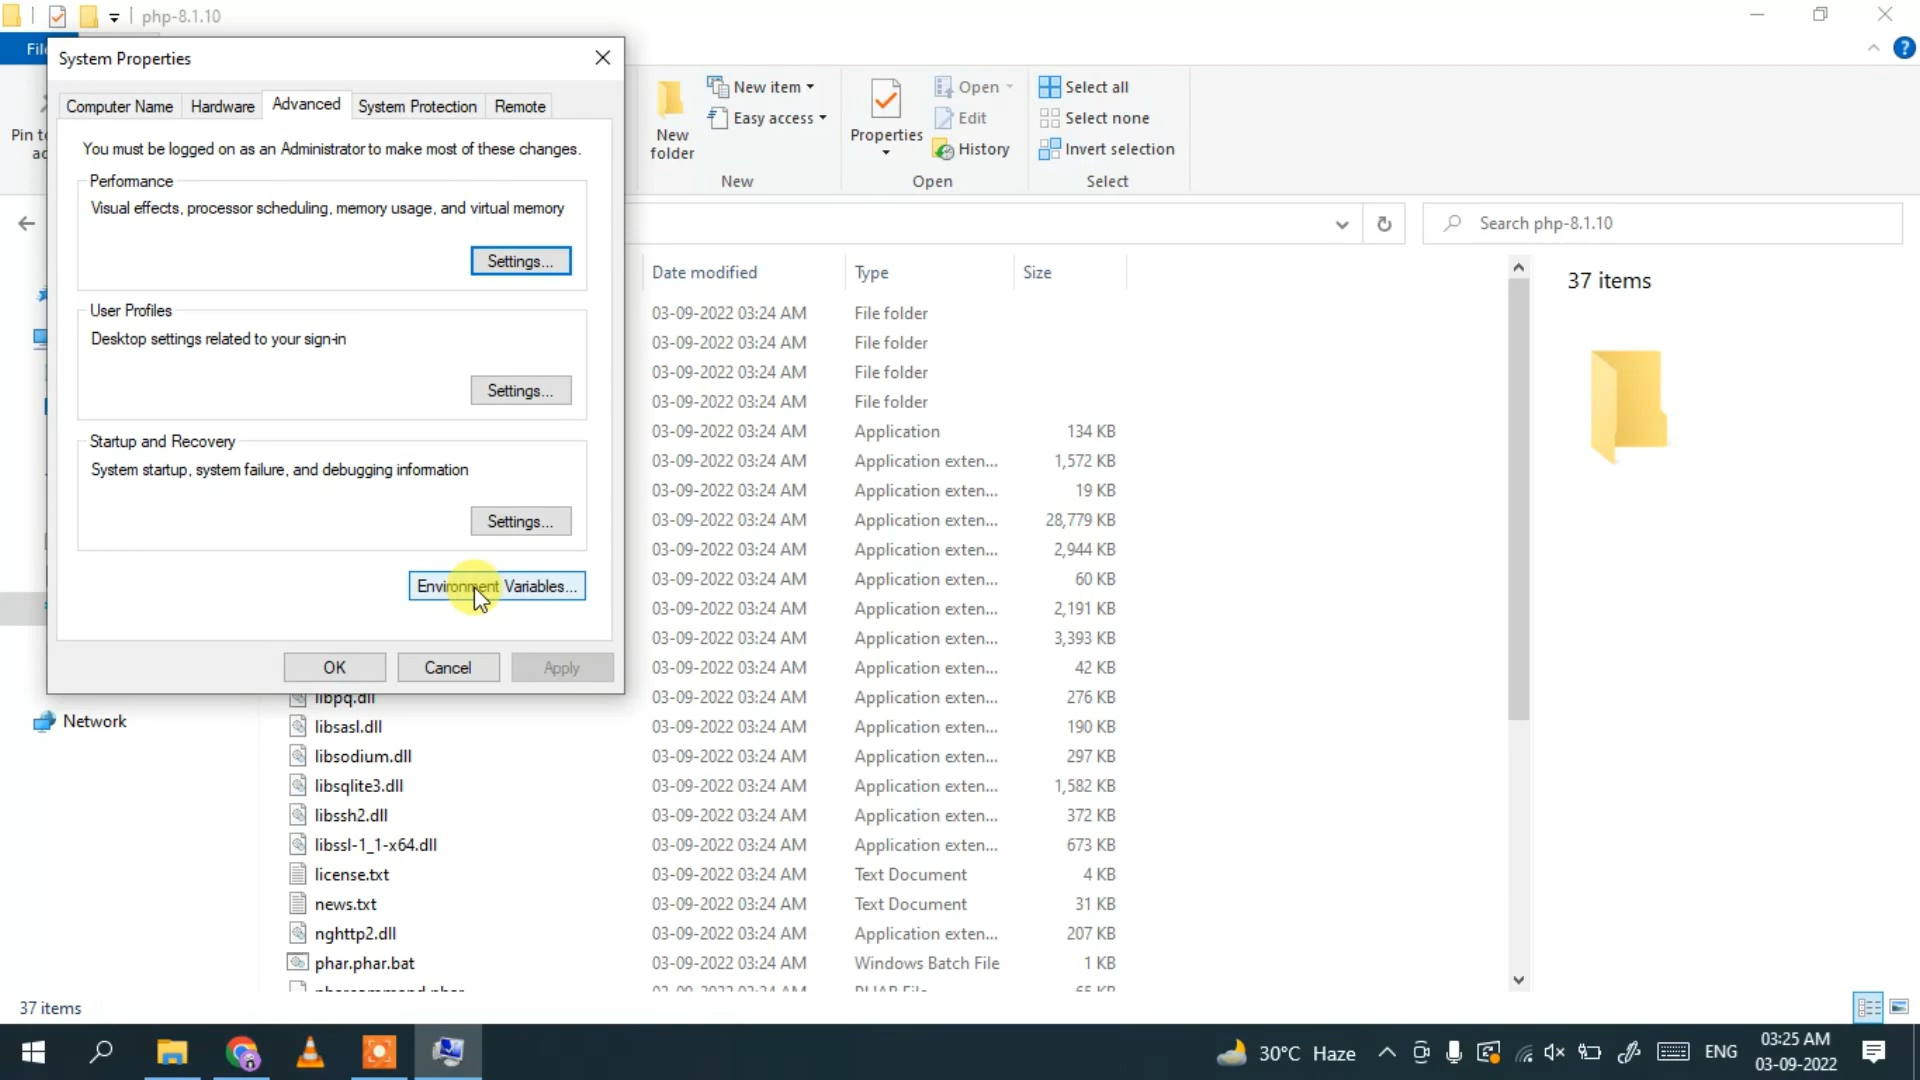 php-8.1.10
File
System Properties
Computer Name
Hardware
Advanced
System Protection
Remote
You must be logged on as an Administrator to make most of these changes.
Performance
Visual effects, processor scheduling, memory usage, and virtual memory
Settings...
User Profiles
Desktop settings related to your sign-in
Settings...
Startup and Recovery
System startup, system failure, and debugging information
Settings...
Environment Variables...
OK
Cancel
Apply
Pin to
New
folder
New item
Easy access
New
Properties
Open
Edit
History
Open
Select all
Select none
Invert selection
Select
Search php-8.1.10
Date modified Type Size
03-09-2022 03:24 AM File folder
03-09-2022 03:24 AM File folder
03-09-2022 03:24 AM File folder
03-09-2022 03:24 AM File folder
03-09-2022 03:24 AM Application 134 KB
03-09-2022 03:24 AM Application exten... 1,572 KB
03-09-2022 03:24 AM Application exten... 19 KB
03-09-2022 03:24 AM Application exten... 28,779 KB
03-09-2022 03:24 AM Application exten... 2,944 KB
03-09-2022 03:24 AM Application exten... 60 KB
03-09-2022 03:24 AM Application exten... 2,191 KB
03-09-2022 03:24 AM Application exten... 3,393 KB
03-09-2022 03:24 AM Application exten... 42 KB
libpq.dll 03-09-2022 03:24 AM Application exten... 276 KB
libsasl.dll 03-09-2022 03:24 AM Application exten... 190 KB
libsodium.dll 03-09-2022 03:24 AM Application exten... 297 KB
libsqlite3.dll 03-09-2022 03:24 AM Application exten... 1,582 KB
libssh2.dll 03-09-2022 03:24 AM Application exten... 372 KB
libssl-1_1-x64.dll 03-09-2022 03:24 AM Application exten... 673 KB
license.txt 03-09-2022 03:24 AM Text Document 4 KB
news.txt 03-09-2022 03:24 AM Text Document 31 KB
nghttp2.dll 03-09-2022 03:24 AM Application exten... 207 KB
phar.phar.bat 03-09-2022 03:24 AM Windows Batch File 1 KB
Network
37 items
37 items
30°C Haze
ENG
03:25 AM
03-09-2022